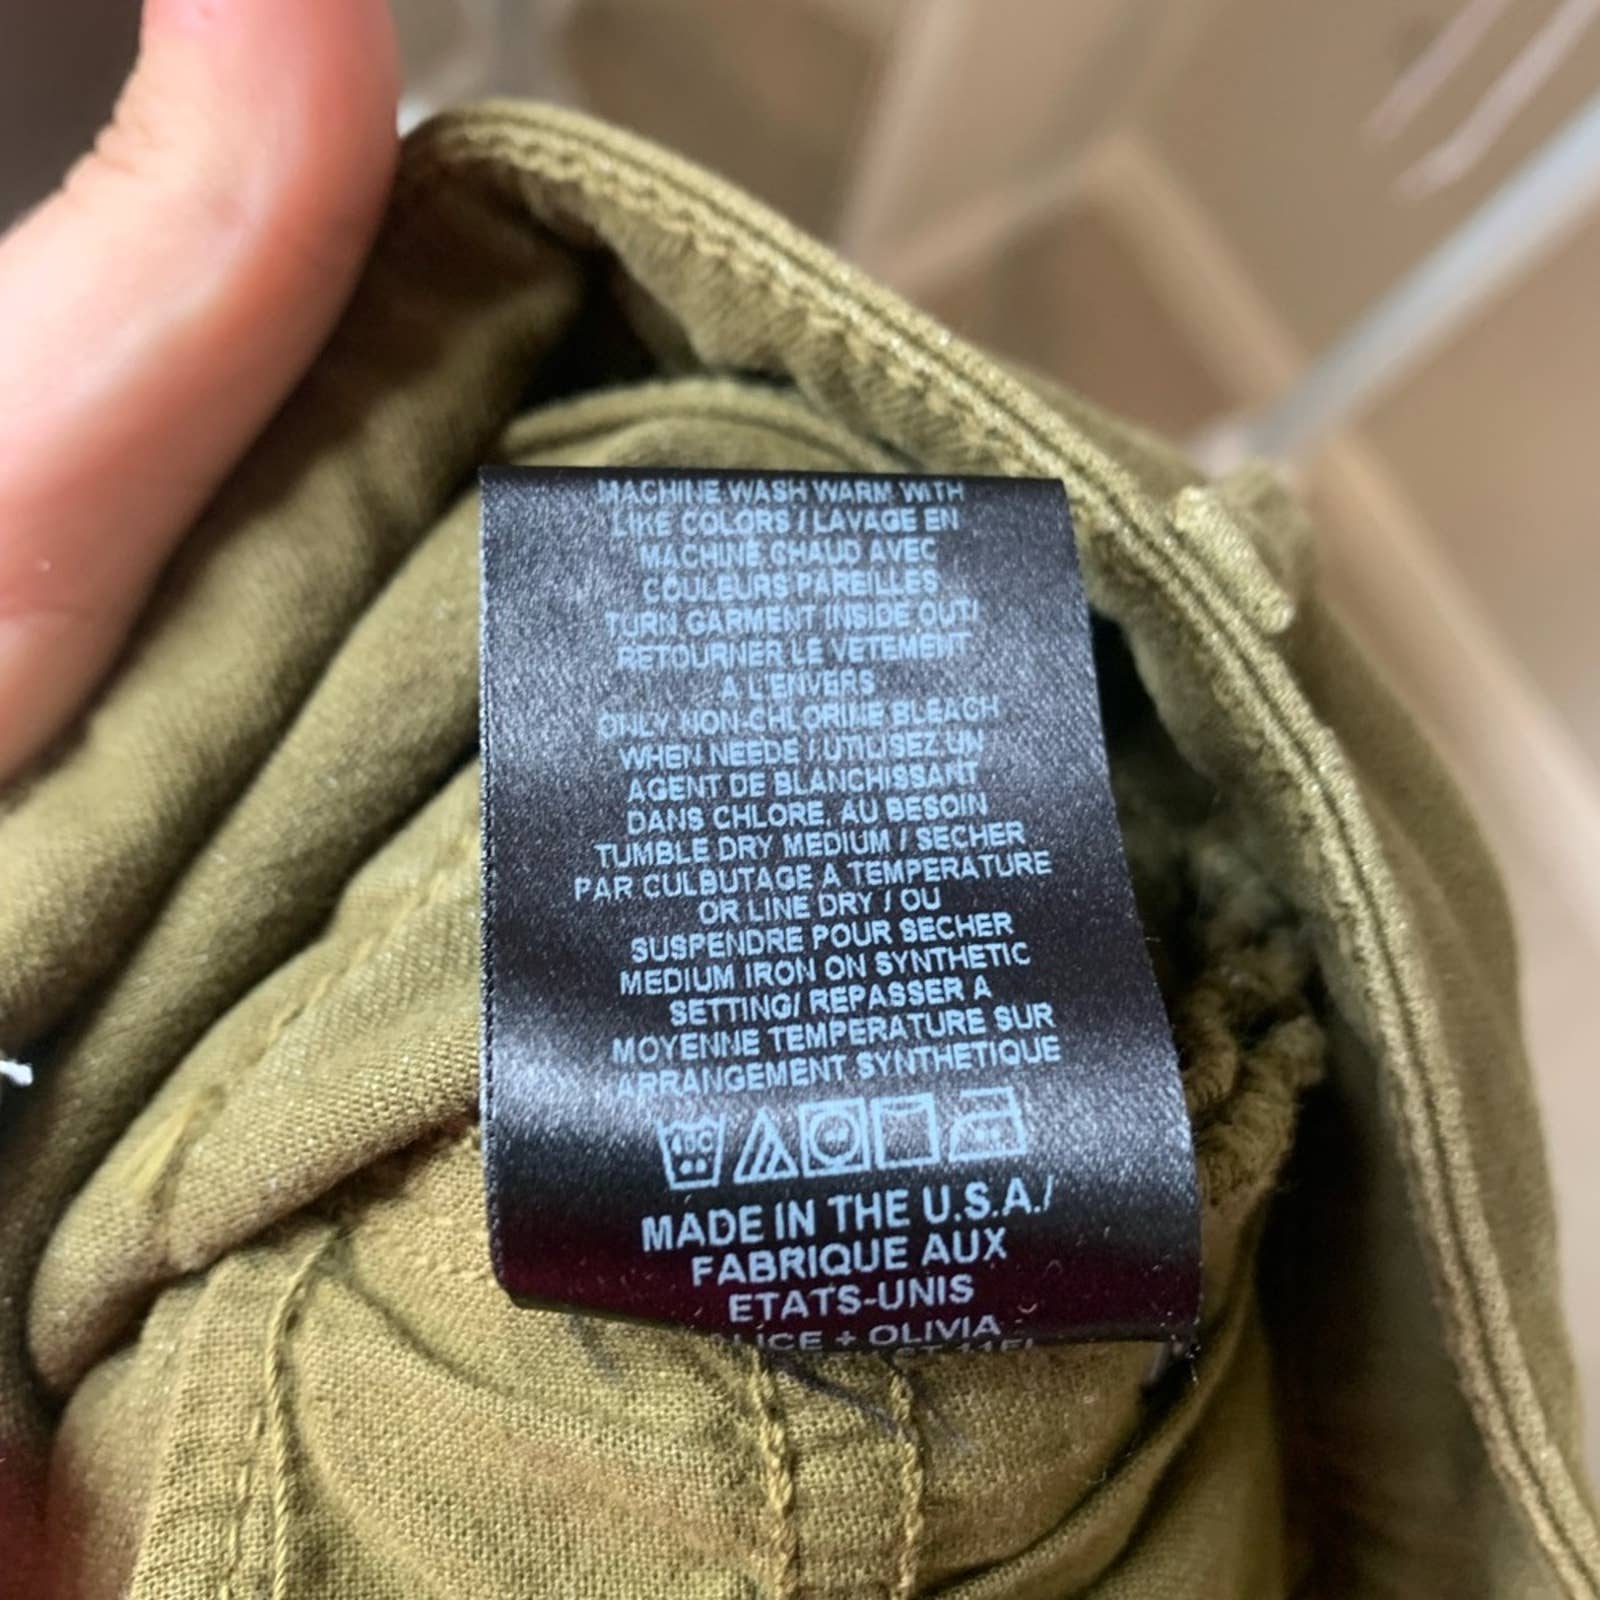 MACHINE WASH WARM WITH
LIKE COLORS / LAVAGE EN
MACHINE CHAUD AVEC
COULEURS PAREILLES
TURN GARMENT INSIDE OUT/
RETOURNER LE VETEMENT
A L'ENVERS
ONLY NON-CHLORINE BLEACH
WHEN NEEDE / UTILISEZ UN
AGENT DE BLANCHISSANT
DANS CHLORE, AU BESOIN
TUMBLE DRY MEDIUM / SECHER
PAR CULBUTAGE A TEMPERATURE
OR LINE DRY / OU
SUSPENDRE POUR SECHER
MEDIUM IRON ON SYNTHETIC
SETTING/ REPASSER A
MOYENNE TEMPERATURE SUR
ARRANGEMENT SYNTHETIQUE
MADE IN THE U.S.A./
FABRIQUE AUX
ETATS-UNIS
ALICE + OLIVIA